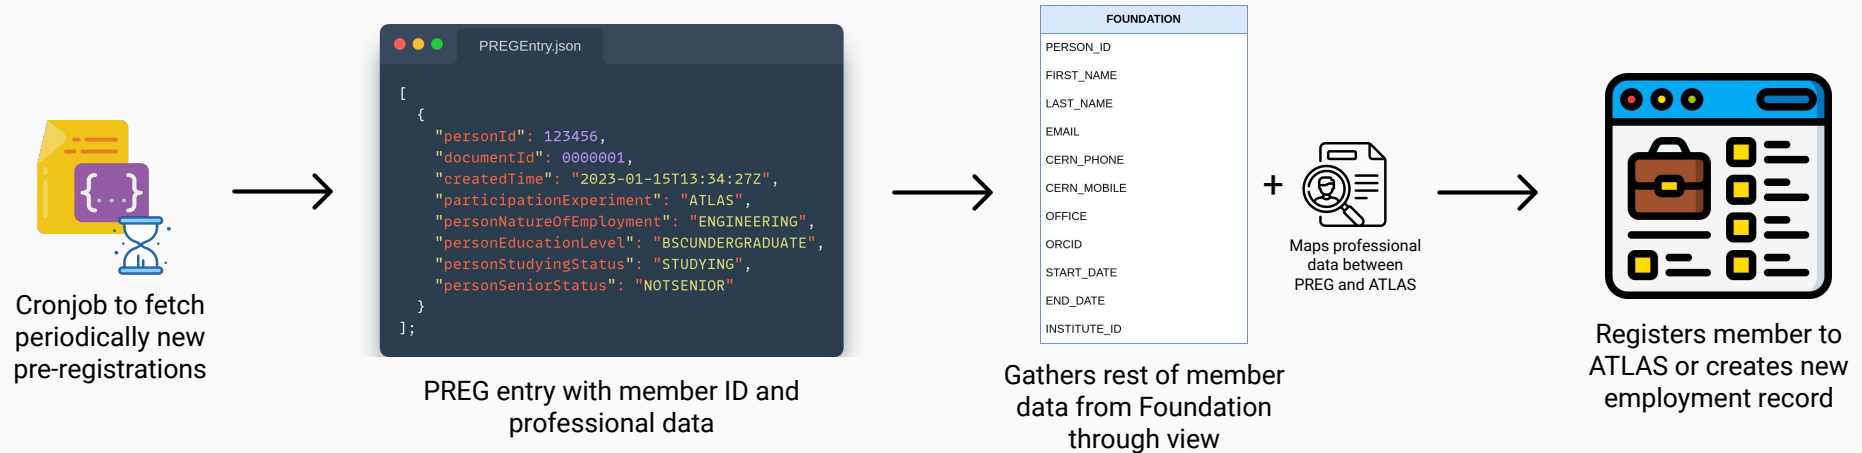 Cronjob to fetch
periodically new
pre-registrations
PREGEntry.json
[
{
"personId": 123456,
"documentId": 0000001,
"createdTime": "2023-01-15T13:34:27Z",
"participationExperiment": "ATLAS",
"personNatureOfEmployment": "ENGINEERING",
"personEducationLevel": "BSCUNDERGRADUATE",
"personStudyingStatus": "STUDYING",
"personSeniorStatus": "NOTSENIOR"
}
];
PREG entry with member ID and
professional data
FOUNDATION
PERSON_ID
FIRST_NAME
LAST_NAME
EMAIL
CERN_PHONE
CERN_MOBILE
OFFICE
ORCID
START_DATE
END_DATE
INSTITUTE_ID
Gathers rest of member
data from Foundation
through view
+
Maps professional
data between
PREG and ATLAS
Registers member to
ATLAS or creates new
employment record
{...}